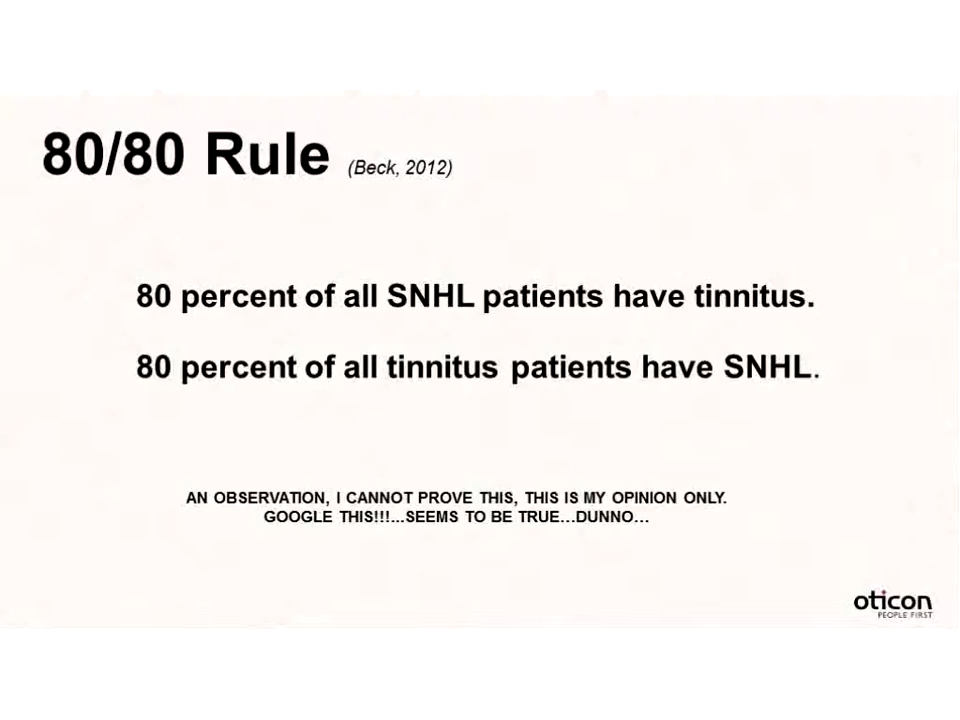 80/80 Rule (Beck, 2012)
80 percent of all SNHL patients have tinnitus.
80 percent of all tinnitus patients have SNHL.
AN OBSERVATION, I CANNOT PROVE THIS, THIS IS MY OPINION ONLY.
GOOGLE THIS!!!...SEEMS TO BE TRUE...DUNNO...
oticon
PEOPLE FIRST